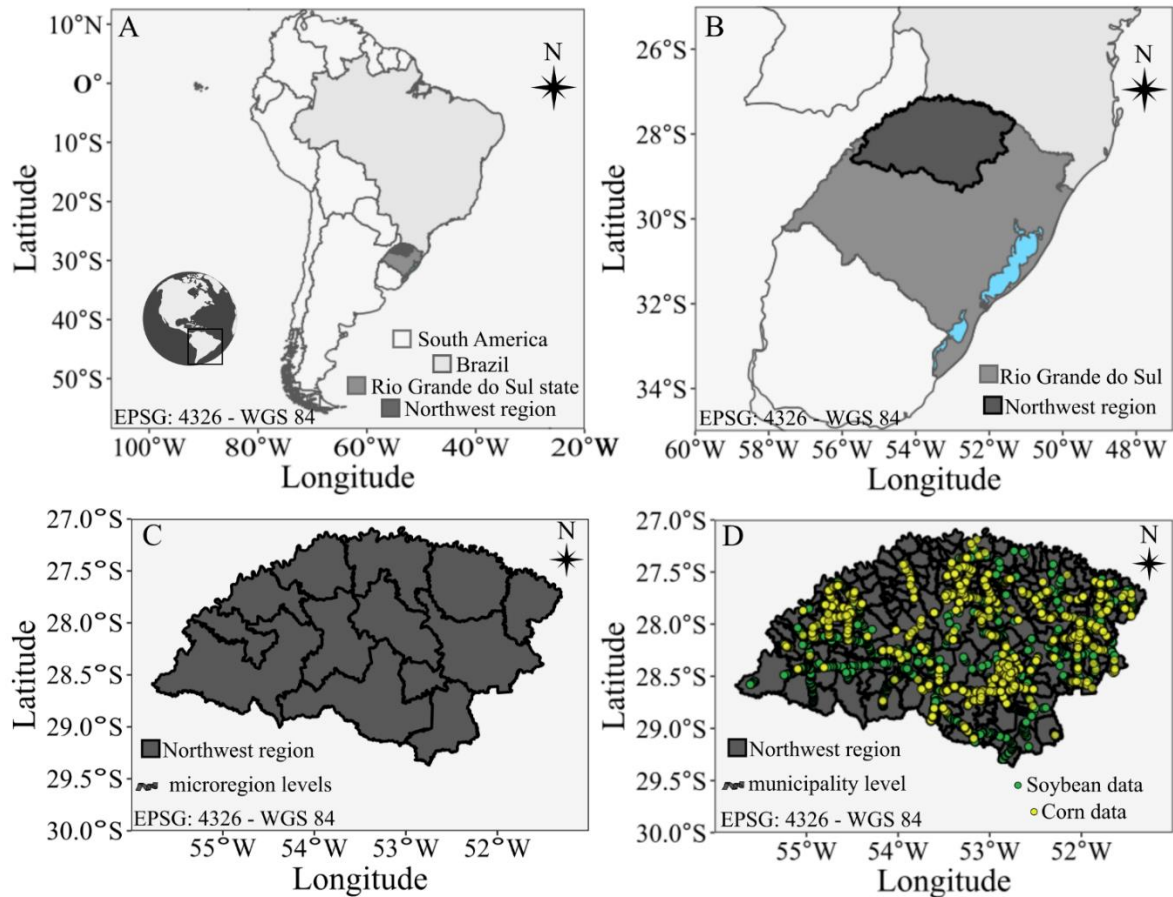 A
N
10°N
O°
10°S
20°S
30°S
40°S
50°S
Latitude
South America
Brazil
Rio Grande do Sul state
Northwest region
EPSG: 4326 - WGS 84
100°W 80°W 60°W 40°W 20°W
Longitude
B
N
26°S
28°S
30°S
32°S
34°S
Latitude
Rio Grande do Sul
Northwest region
EPSG: 4326 - WGS 84
60°W 58°W 56°W 54°W 52°W 50°W 48°W
Longitude
C
N
27.0°S
27.5°S
28.0°S
28.5°S
29.0°S
29.5°S
30.0°S
Latitude
Northwest region
microregion levels
EPSG: 4326 - WGS 84
55°W 54°W 53°W 52°W
Longitude
D
N
27.0°S
27.5°S
28.0°S
28.5°S
29.0°S
29.5°S
30.0°S
Latitude
Northwest region
municipality level
Soybean data
Corn data
EPSG: 4326 - WGS 84
55°W 54°W 53°W 52°W
Longitude